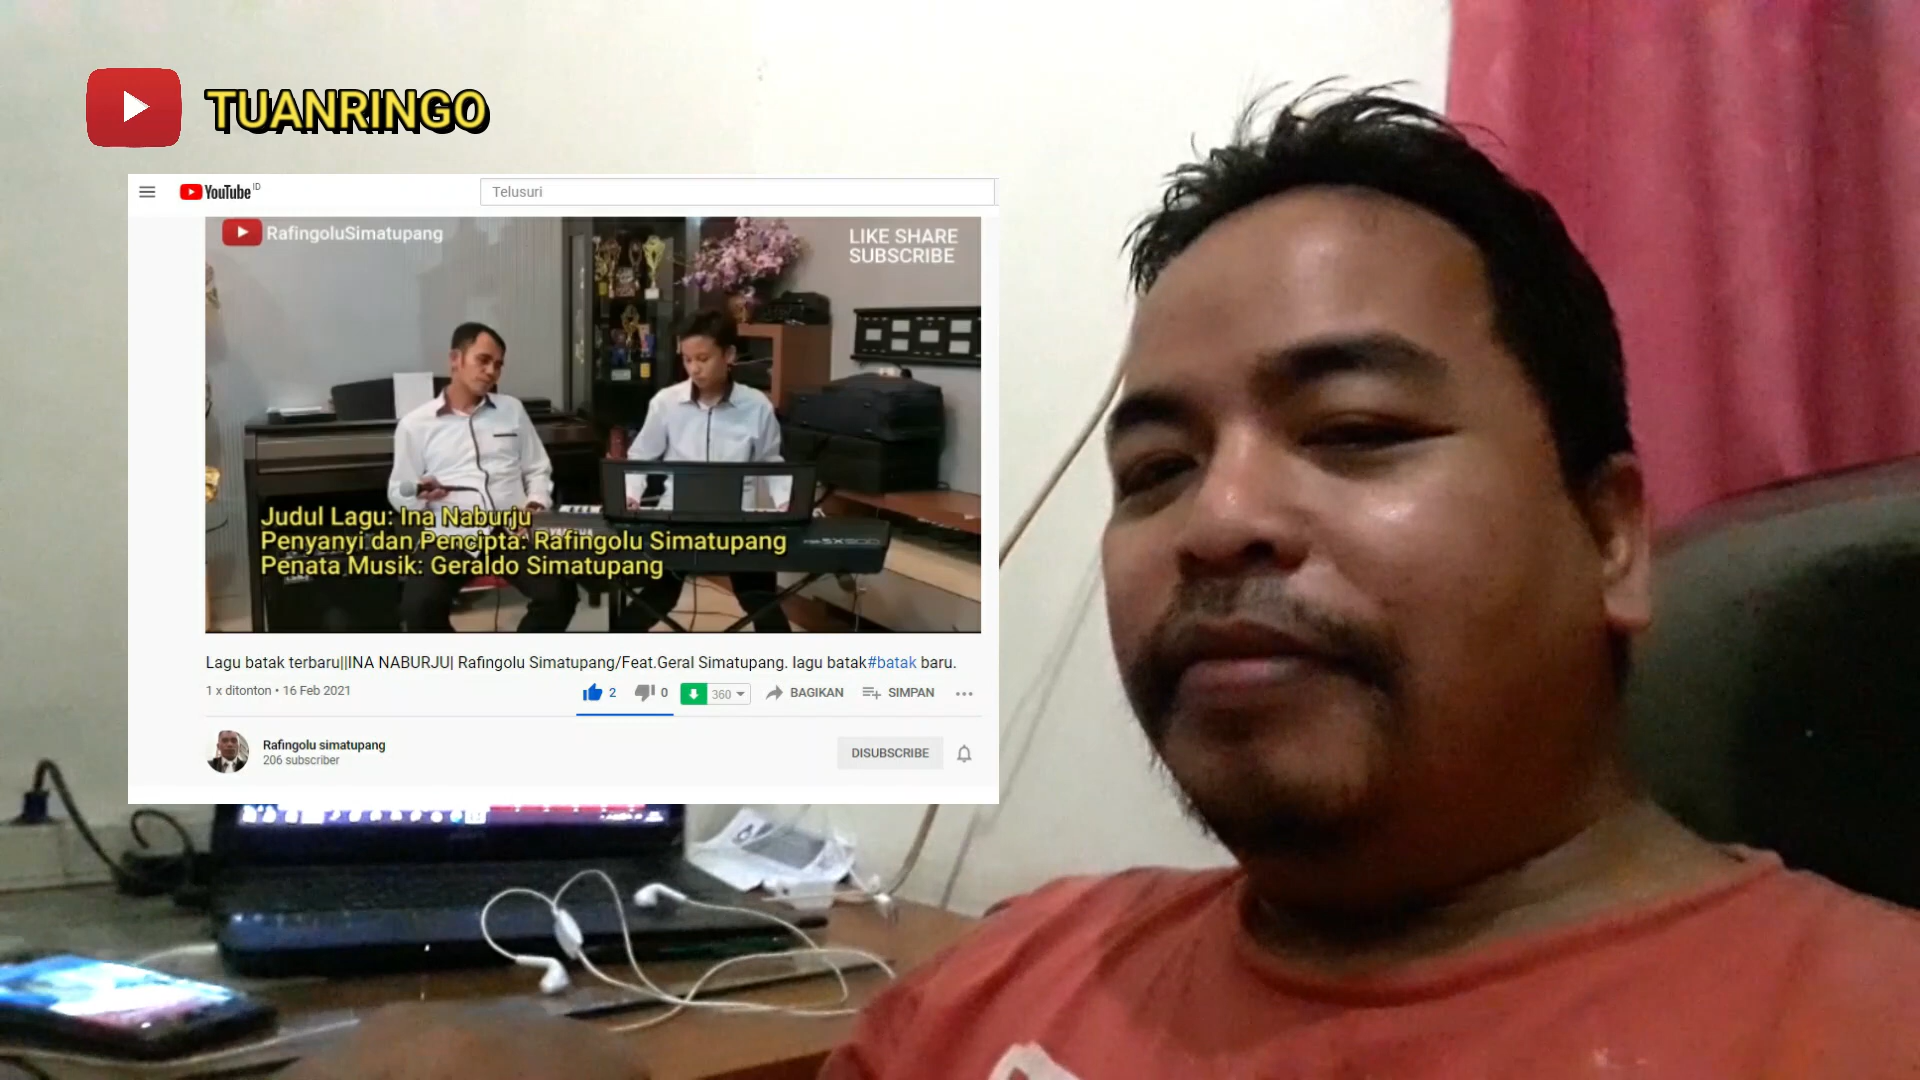 TUANRINGO
YouTube ID
Telusuri
RafingoluSimatupang
LIKE SHARE
SUBSCRIBE
Judul Lagu: Ina Naburju
Penyanyi dan Pencipta: Rafingolu Simatupang
Penata Musik: Geraldo Simatupang
Lagu batak terbaru||INA NABURJU| Rafingolu Simatupang/Feat.Geral Simatupang. lagu batak#batak baru.
1 x ditonton • 16 Feb 2021
2
0
360
BAGIKAN
SIMPAN
Rafingolu simatupang
206 subscriber
DISUBSCRIBE